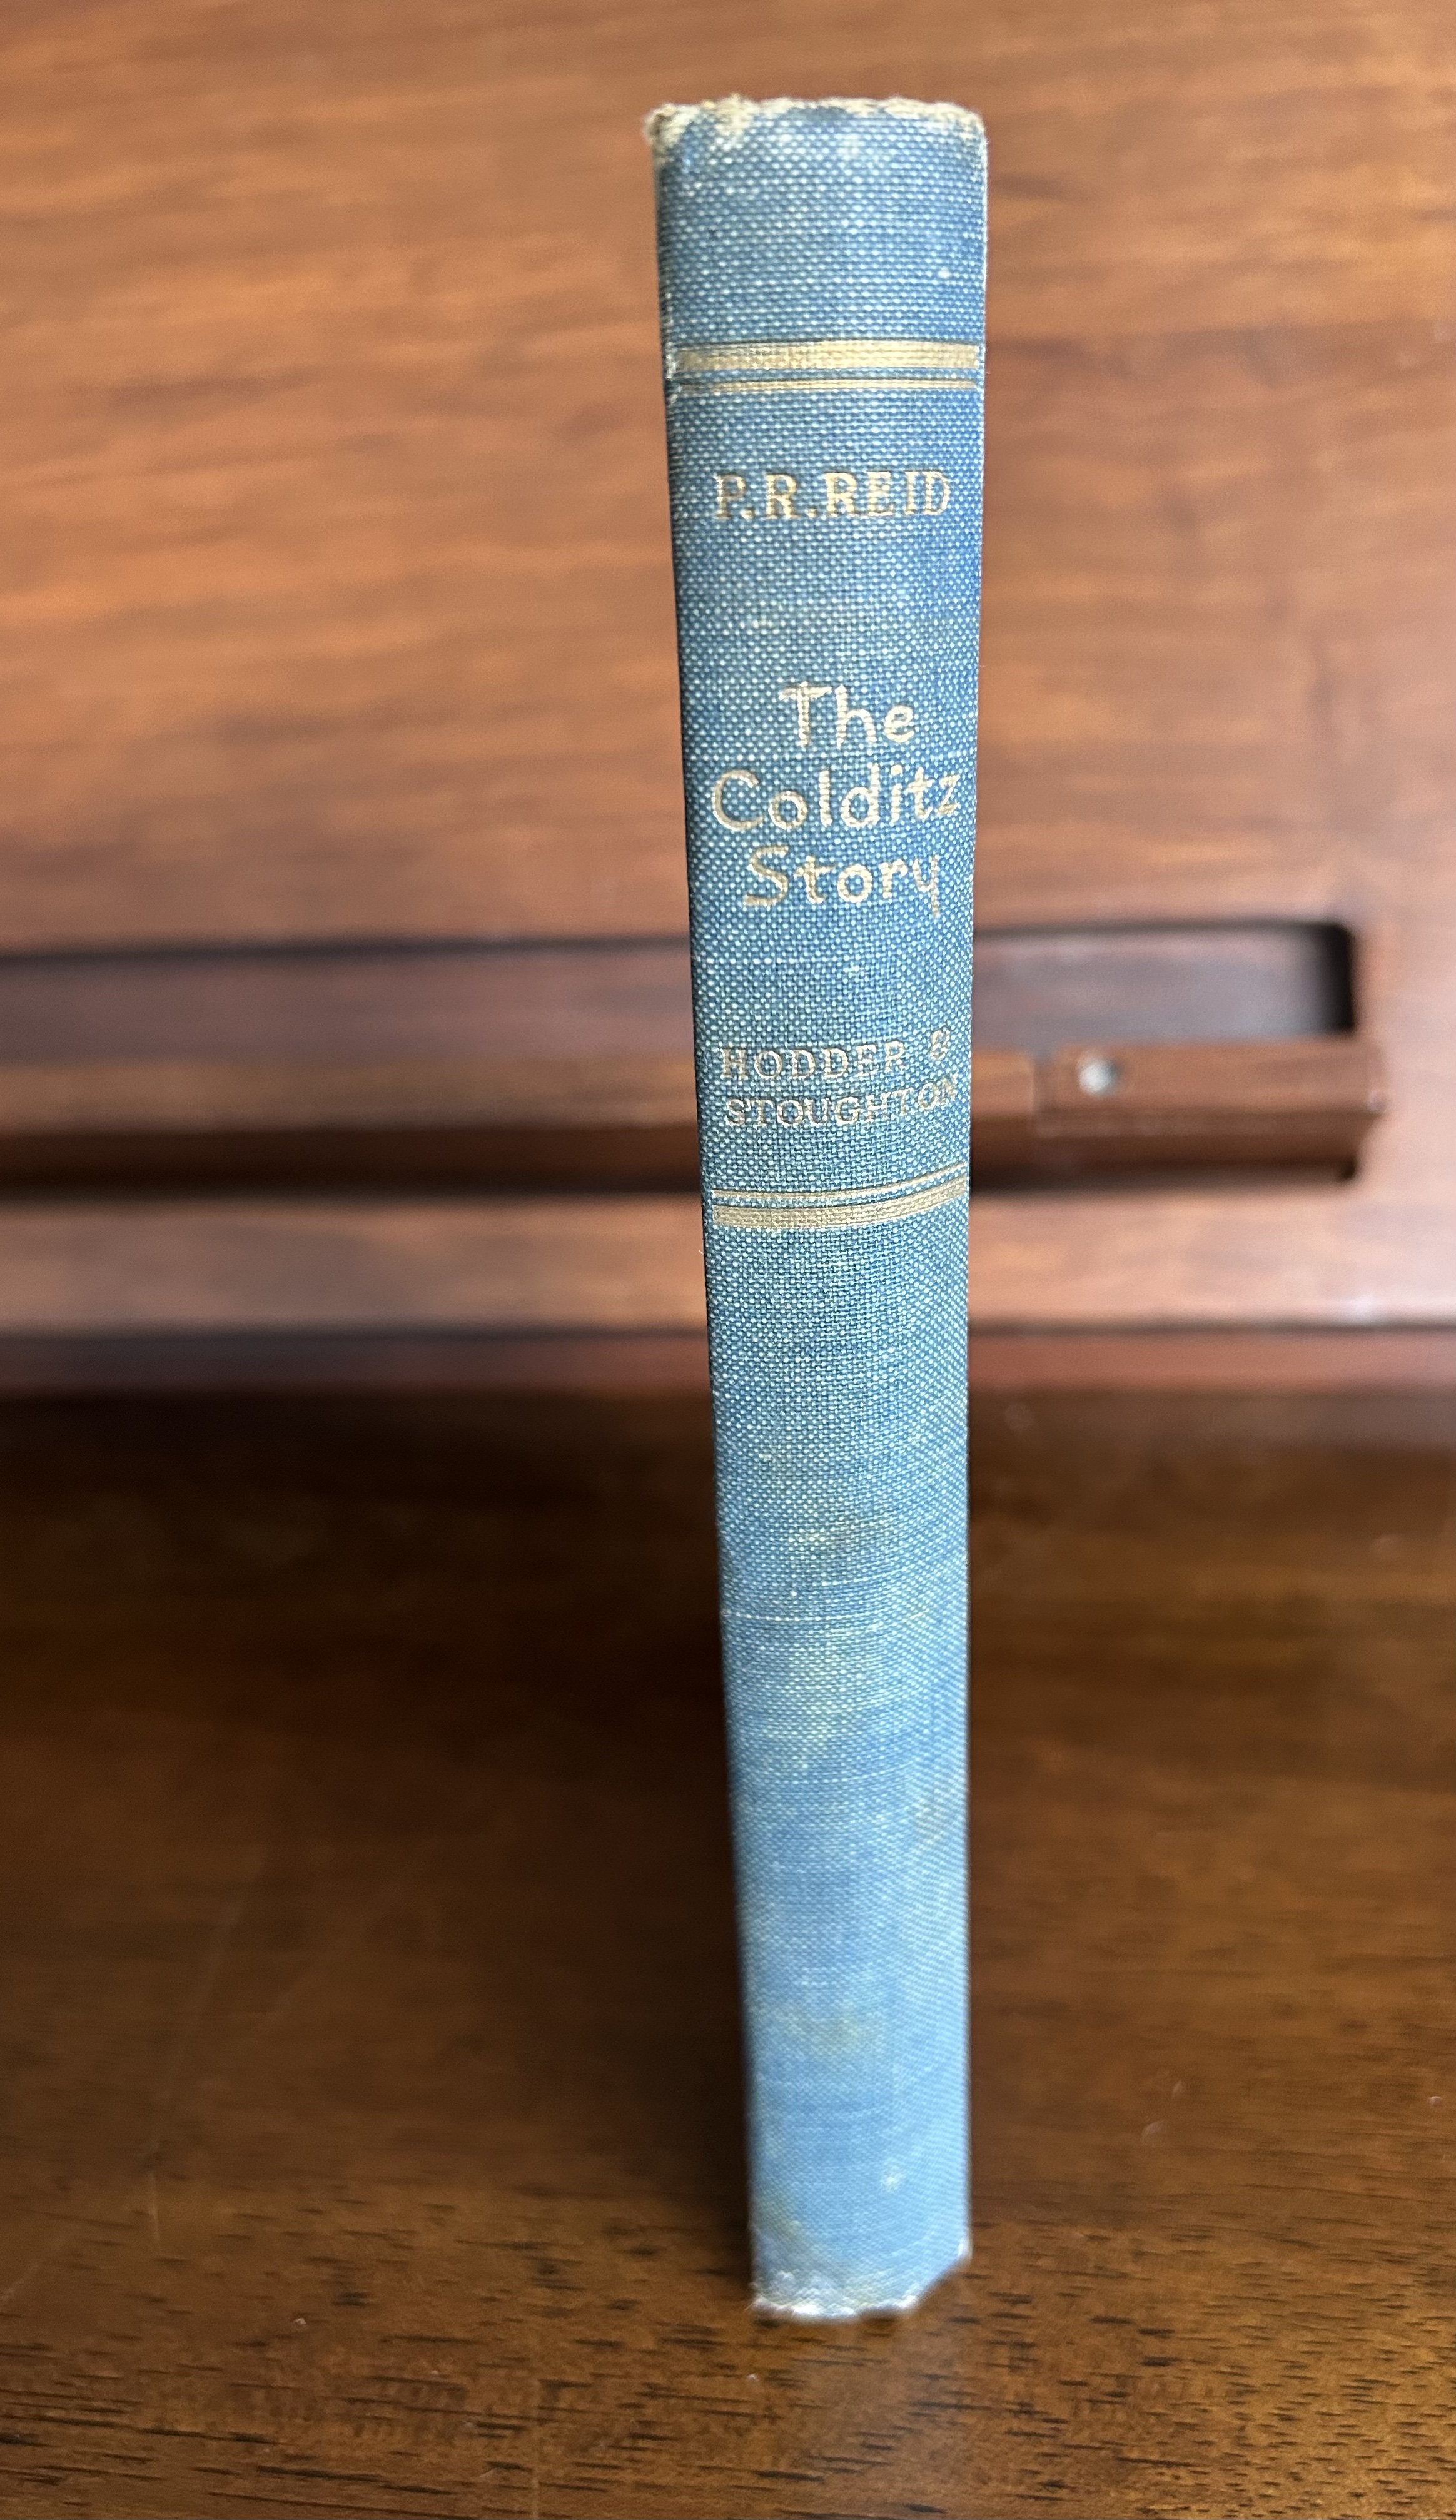 P.R.REID
The
Colditz
Story
HODDER &
STOUGHTON